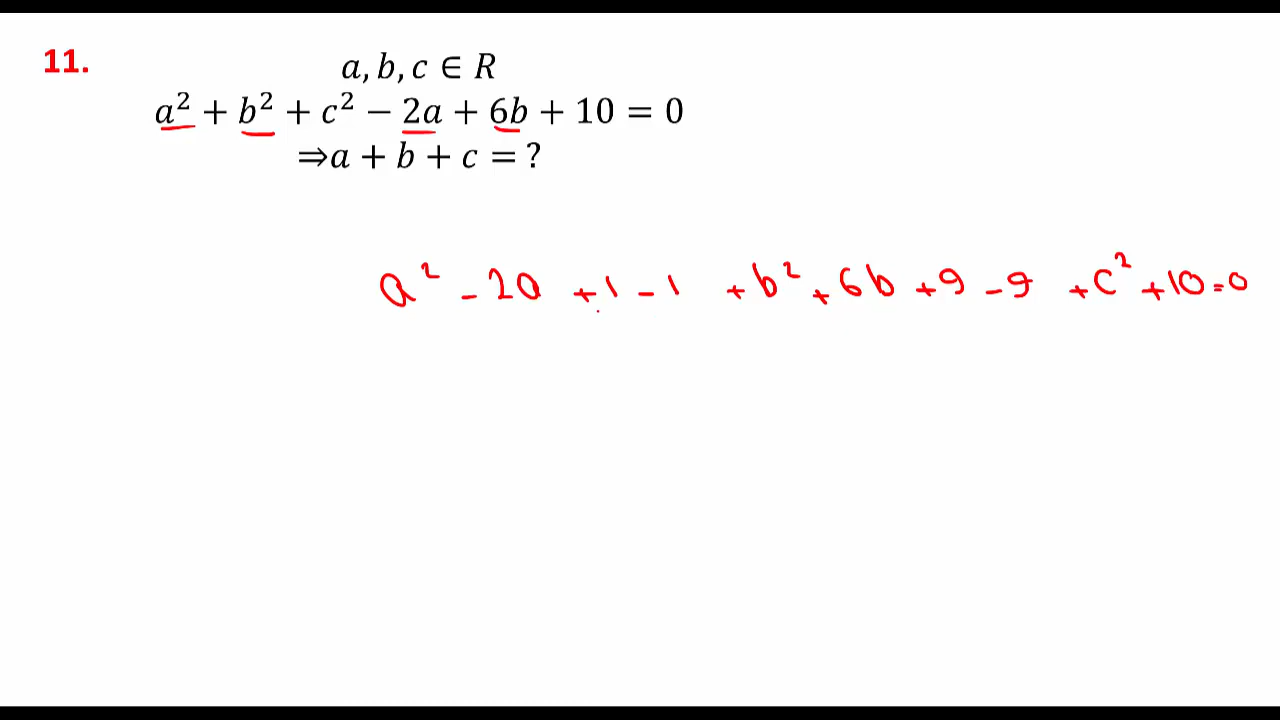 11.
a, b, c ∈ R
a² + b² + c² − 2a + 6b + 10 = 0
⇒a + b + c = ?
a² - 2a + 1 - 1 + b² + 6b + 9 - 9 + c² + 10 = 0